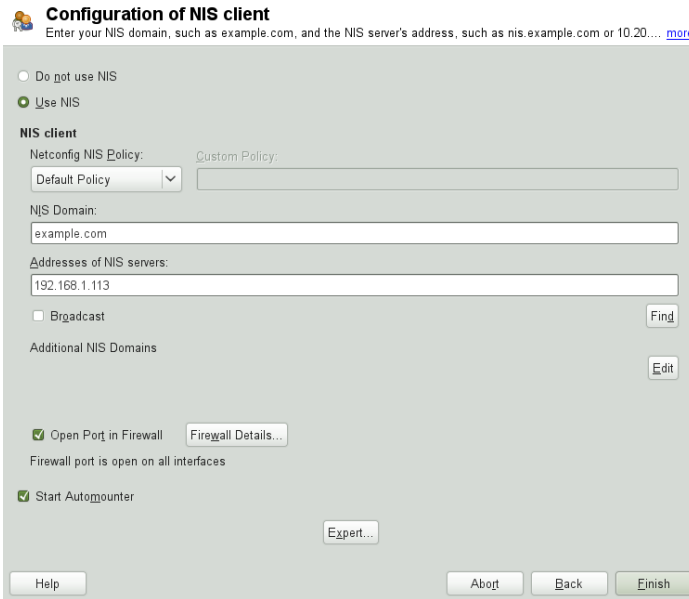 Configuration of NIS client
Enter your NIS domain, such as example.com, and the NIS server's address, such as nis.example.com or 10.20.... more
Do not use NIS
Use NIS
NIS client
Netconfig NIS Policy: Custom Policy:
Default Policy
NIS Domain:
example.com
Addresses of NIS servers:
192.168.1.113
Broadcast Find
Additional NIS Domains
Edit
Open Port in Firewall Firewall Details...
Firewall port is open on all interfaces
Start Automounter
Expert...
Help Abort Back Finish